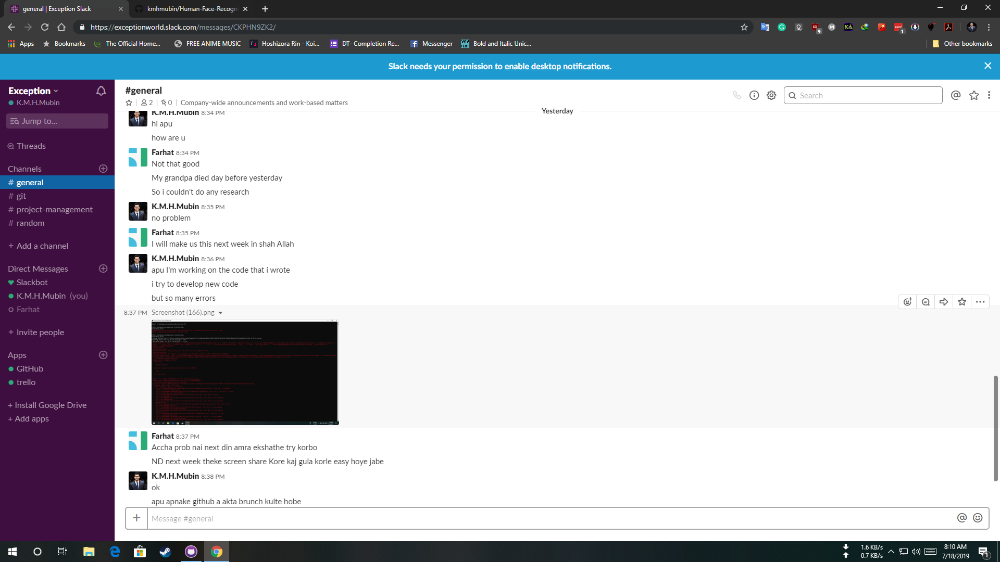 general | Exception Slack
kmhmubin/Human-Face-Recogni
https://exceptionworld.slack.com/messages/CKPHN9ZK2/
Apps
Bookmarks
The Official Home...
FREE ANIME MUSIC
Hoshizora Rin - Koi...
DT- Completion Re...
Messenger
Bold and Italic Unic...
Other bookmarks
Slack needs your permission to enable desktop notifications.
Exception
K.M.H.Mubin
Jump to...
Threads
Channels
# general
# git
# project-management
# random
+ Add a channel
Direct Messages
Slackbot
K.M.H.Mubin (you)
Farhat
+ Invite people
Apps
GitHub
trello
+ Install Google Drive
+ Add apps
#general
2 | 0 | Company-wide announcements and work-based matters
Search
Yesterday
K.M.H.Mubin 8:34 PM
hi apu
how are u
Farhat 8:34 PM
Not that good
My grandpa died day before yesterday
So i couldn't do any research
K.M.H.Mubin 8:35 PM
no problem
Farhat 8:35 PM
I will make us this next week in shah Allah
K.M.H.Mubin 8:36 PM
apu I'm working on the code that i wrote
i try to develop new code
but so many errors
8:37 PM Screenshot (166).png
Farhat 8:37 PM
Accha prob nai next din amra ekshathe try korbo
ND next week theke screen share Kore kaj gula korle easy hoye jabe
K.M.H.Mubin 8:38 PM
ok
apu apnake github a akta brunch kulte hobe
Message #general
1.6 KB/s
0.7 KB/s
8:10 AM
7/18/2019